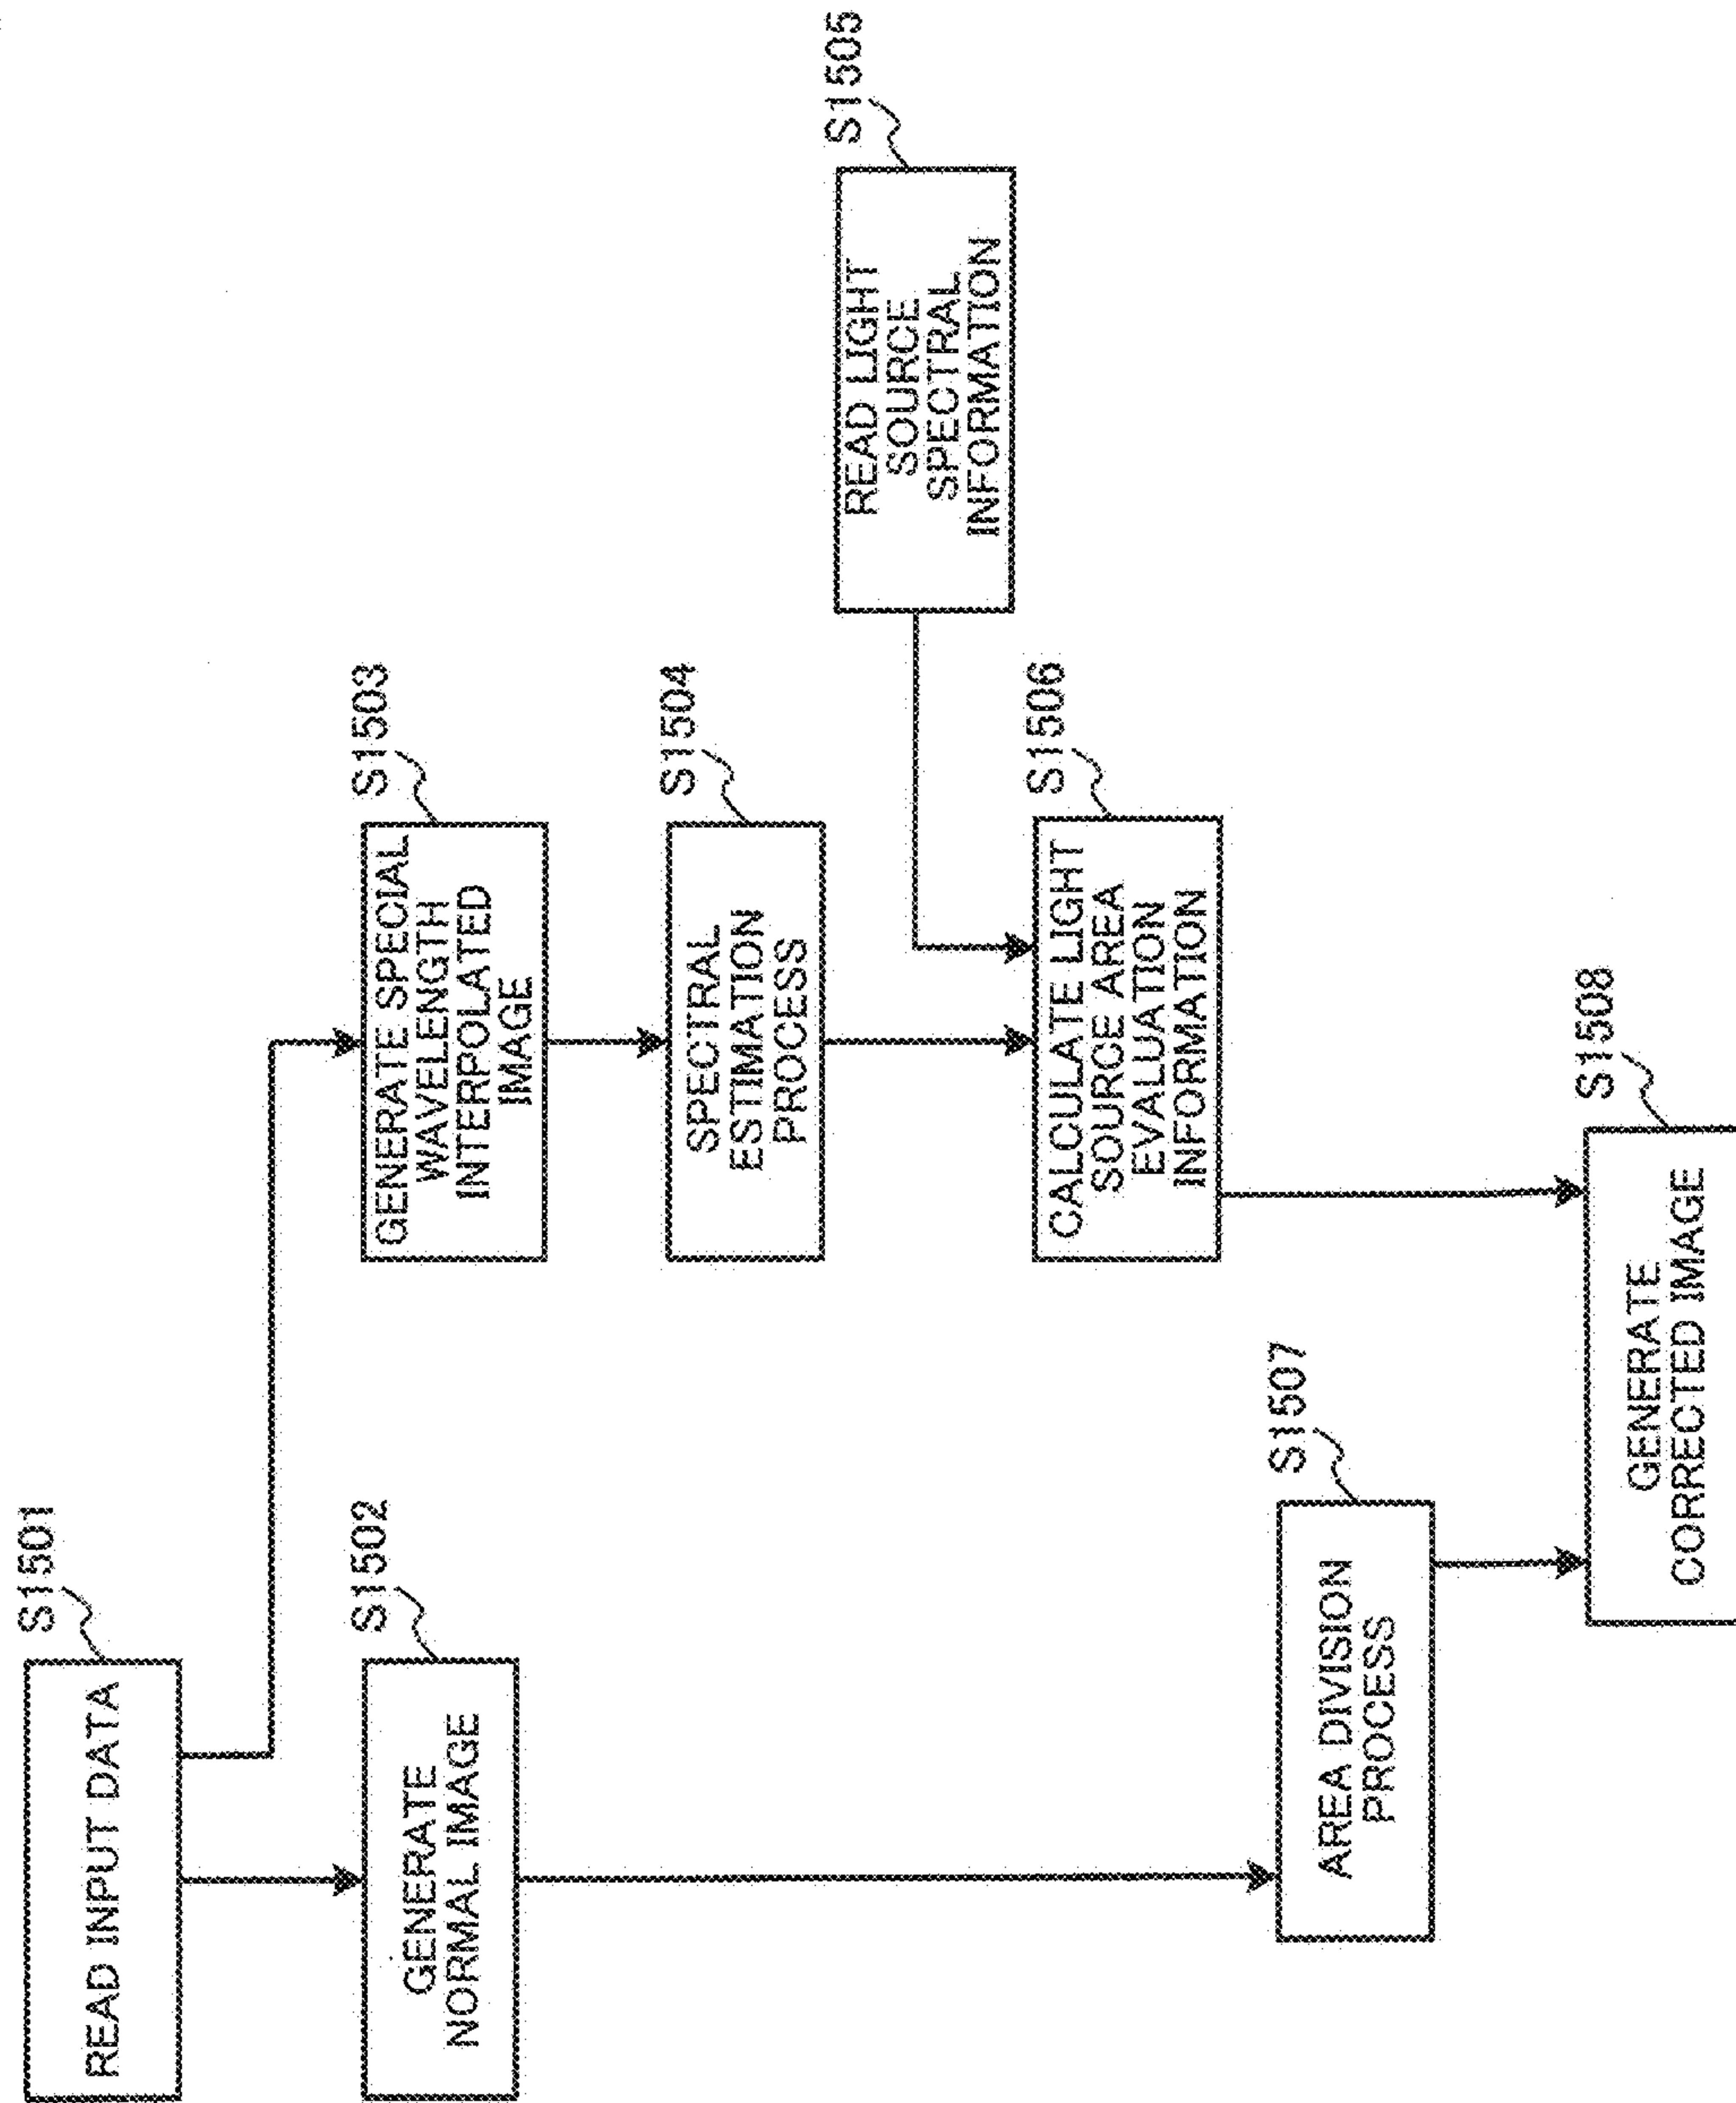 S1501
READ INPUT DATA
S1502
GENERATE
NORMAL IMAGE
S1503
GENERATE SPECIAL
WAVELENGTH
INTERPOLATED
IMAGE
S1504
SPECTRAL
ESTIMATION
PROCESS
S1505
READ LIGHT
SOURCE
SPECTRAL
INFORMATION
S1506
CALCULATE LIGHT
SOURCE AREA
EVALUATION
INFORMATION
S1507
AREA DIVISION
PROCESS
S1508
GENERATE
CORRECTED IMAGE